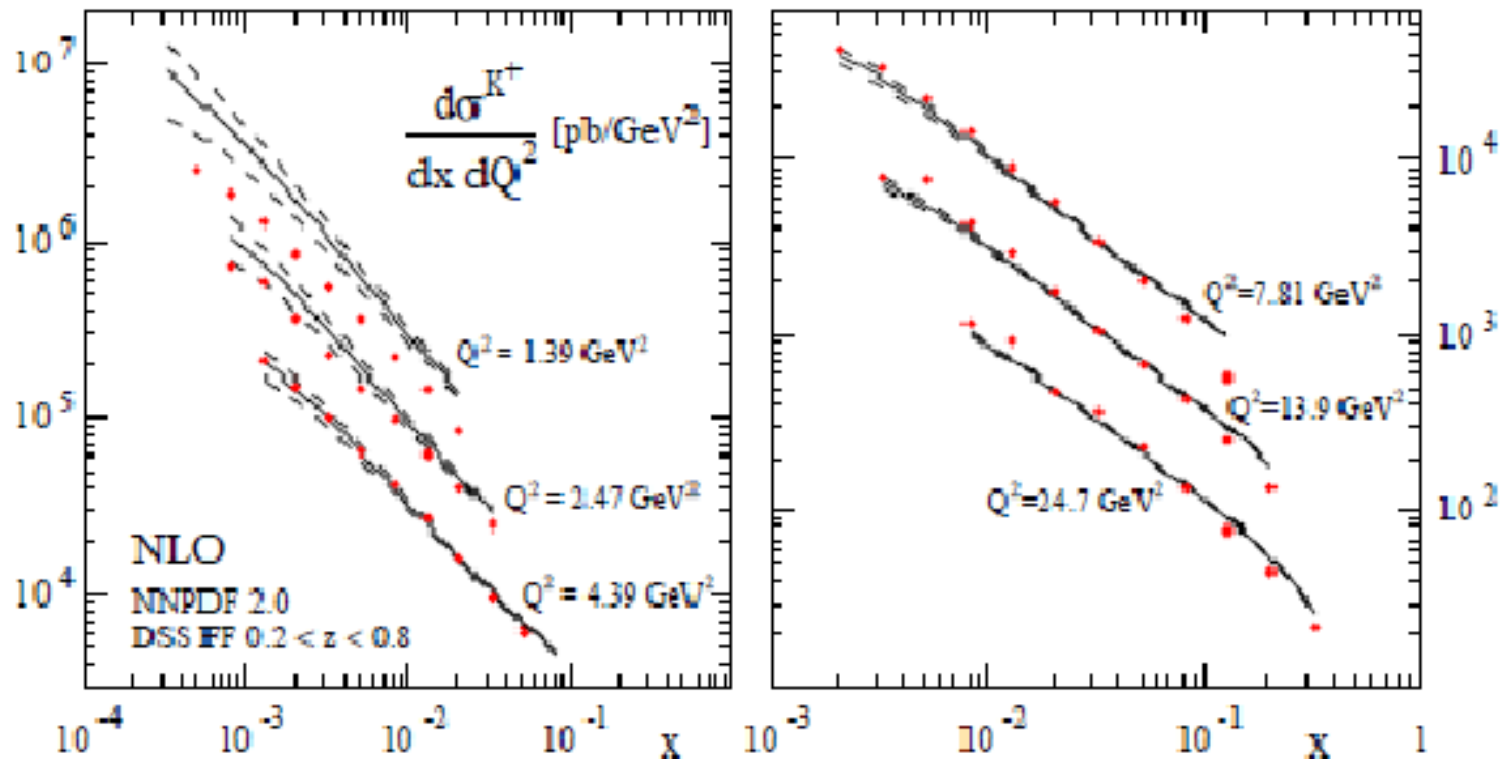 10^7
10^6
10^5
10^4
dσ^{K^+}
dx dQ^2
[pb/GeV^2]
Q^2 = 1.39 GeV^2
Q^2 = 2.47 GeV^2
Q^2 = 4.39 GeV^2
NLO
NNPDF 2.0
DSS FF 0.2 < z < 0.8
10^-4
10^-3
10^-2
10^-1
x
Q^2=7.81 GeV^2
Q^2=13.9 GeV^2
Q^2=24.7 GeV^2
10^4
10^3
10^2
10^-3
10^-2
10^-1
x
1